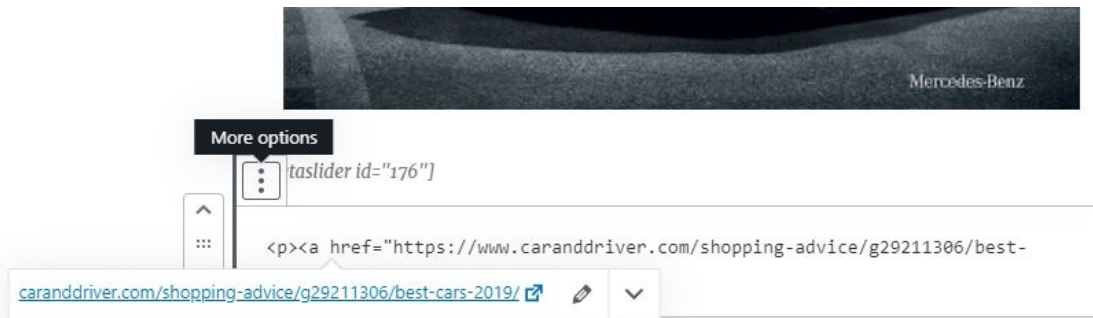 Mercedes-Benz
More options
taslider id="176"]
<p><a href="https://www.caranddriver.com/shopping-advice/g29211306/best-
caranddriver.com/shopping-advice/g29211306/best-cars-2019/